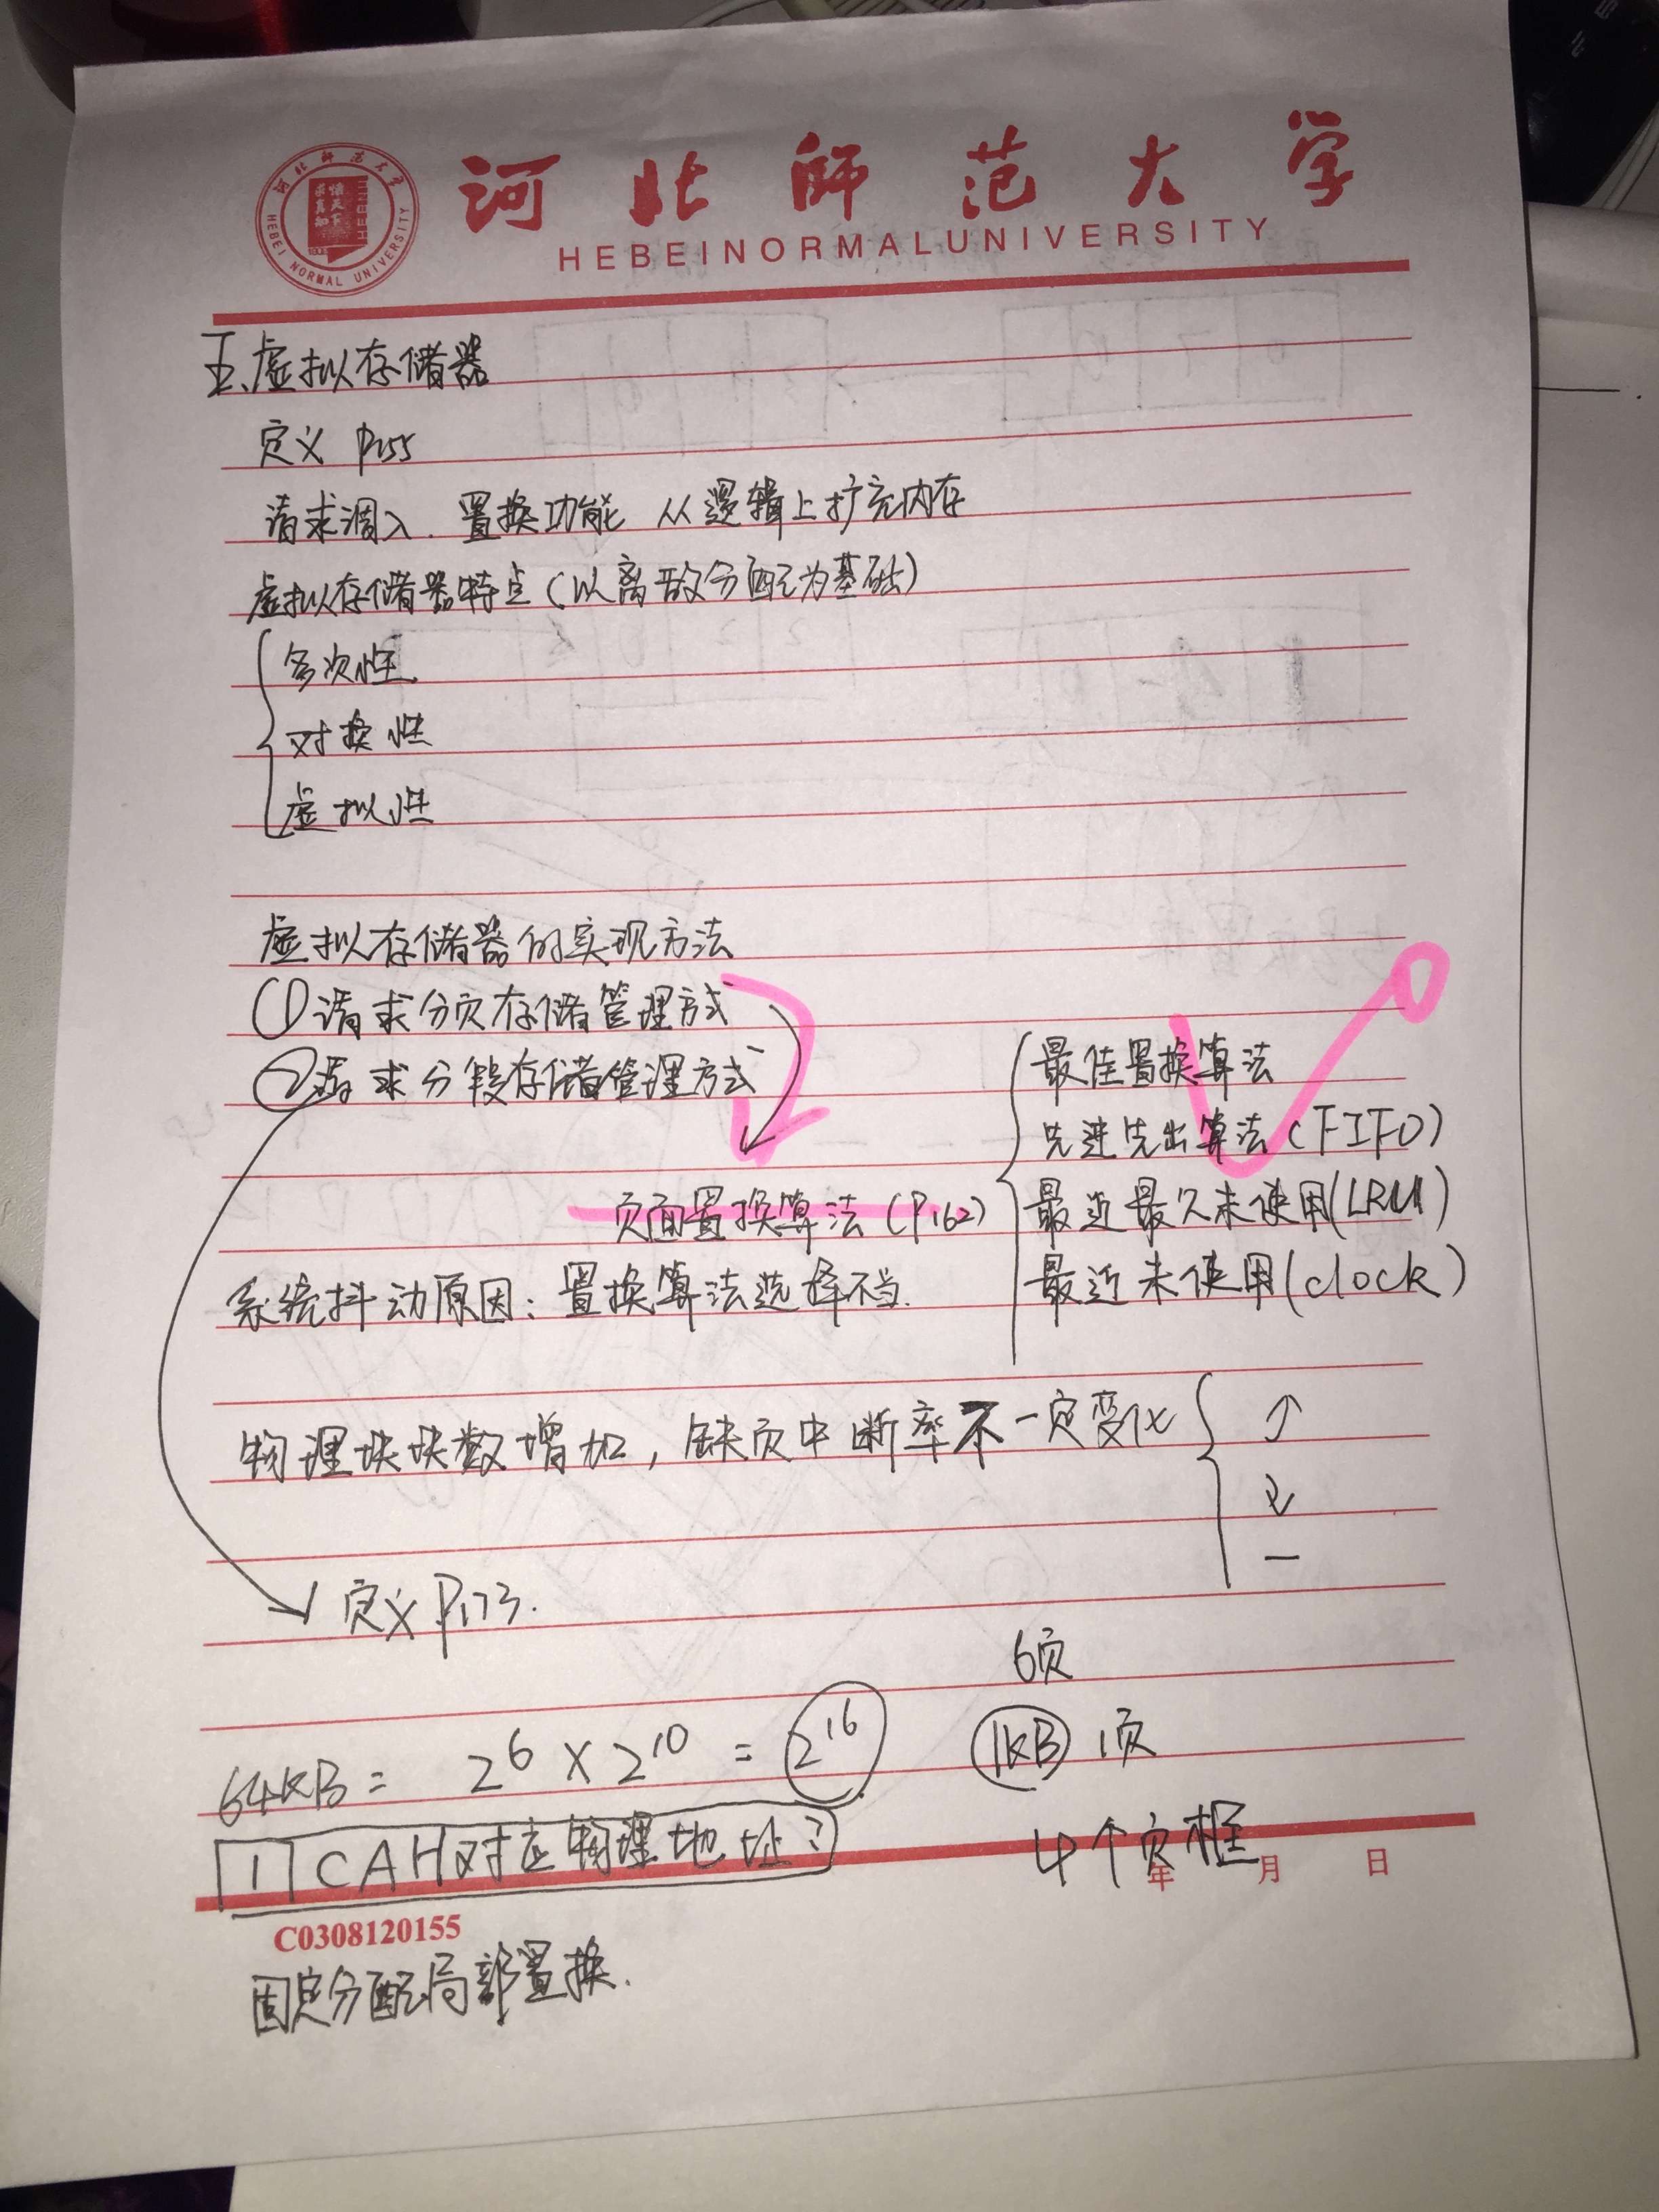 河北师范大学
HEBEI NORMAL UNIVERSITY
HEBEINORMALUNIVERSITY
五、虚拟存储器
定义 P155
请求调入、置换功能 从逻辑上扩充内存
虚拟存储器特点(以离散分配为基础)
多次性
对换性
虚拟性
虚拟存储器的实现方法
①请求分页存储管理方式
②请求分段存储管理方式
页面置换算法(P162)
最佳置换算法
先进先出算法(FIFO)
最近最久未使用(LRU)
最近未使用(clock)
系统抖动原因:置换算法选择不当.
物理块块数增加,缺页中断率不一定变化
↑
↓
—
定义P173.
6页
64KB = 2^6 × 2^10 = 2^16
1KB 1页
1CAH对应物理地址?
4个页框
年 月 日
C0308120155
固定分配局部置换.